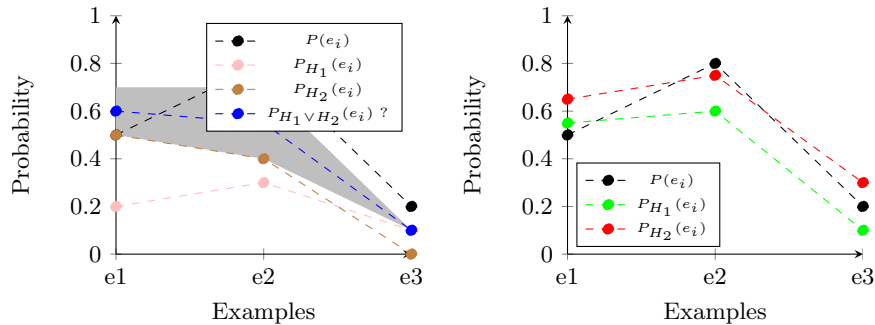 1
0.8
0.6
0.4
0.2
0
Probability
e1 e2 e3
Examples
P(e_i)
P_{H_1}(e_i)
P_{H_2}(e_i)
P_{H_1∨H_2}(e_i) ?
1
0.8
0.6
0.4
0.2
0
Probability
e1 e2 e3
Examples
P(e_i)
P_{H_1}(e_i)
P_{H_2}(e_i)